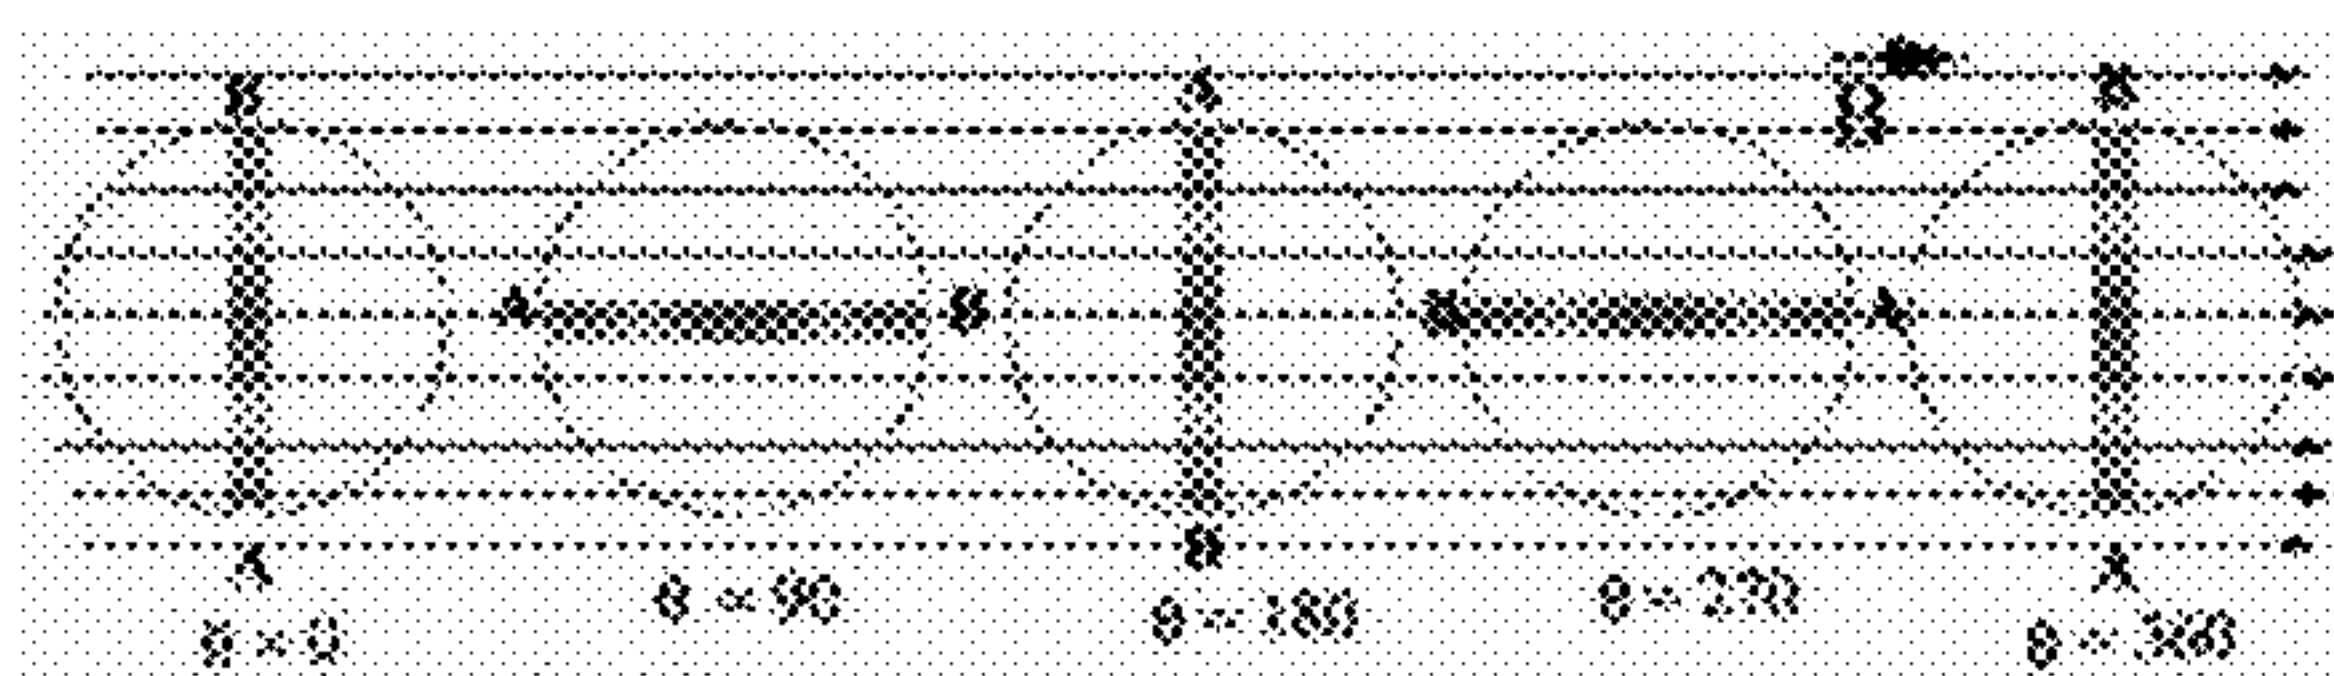 B A B B
A B B A
A B A
θ = 0 θ = 90 θ = 180 θ = 270 θ = 360